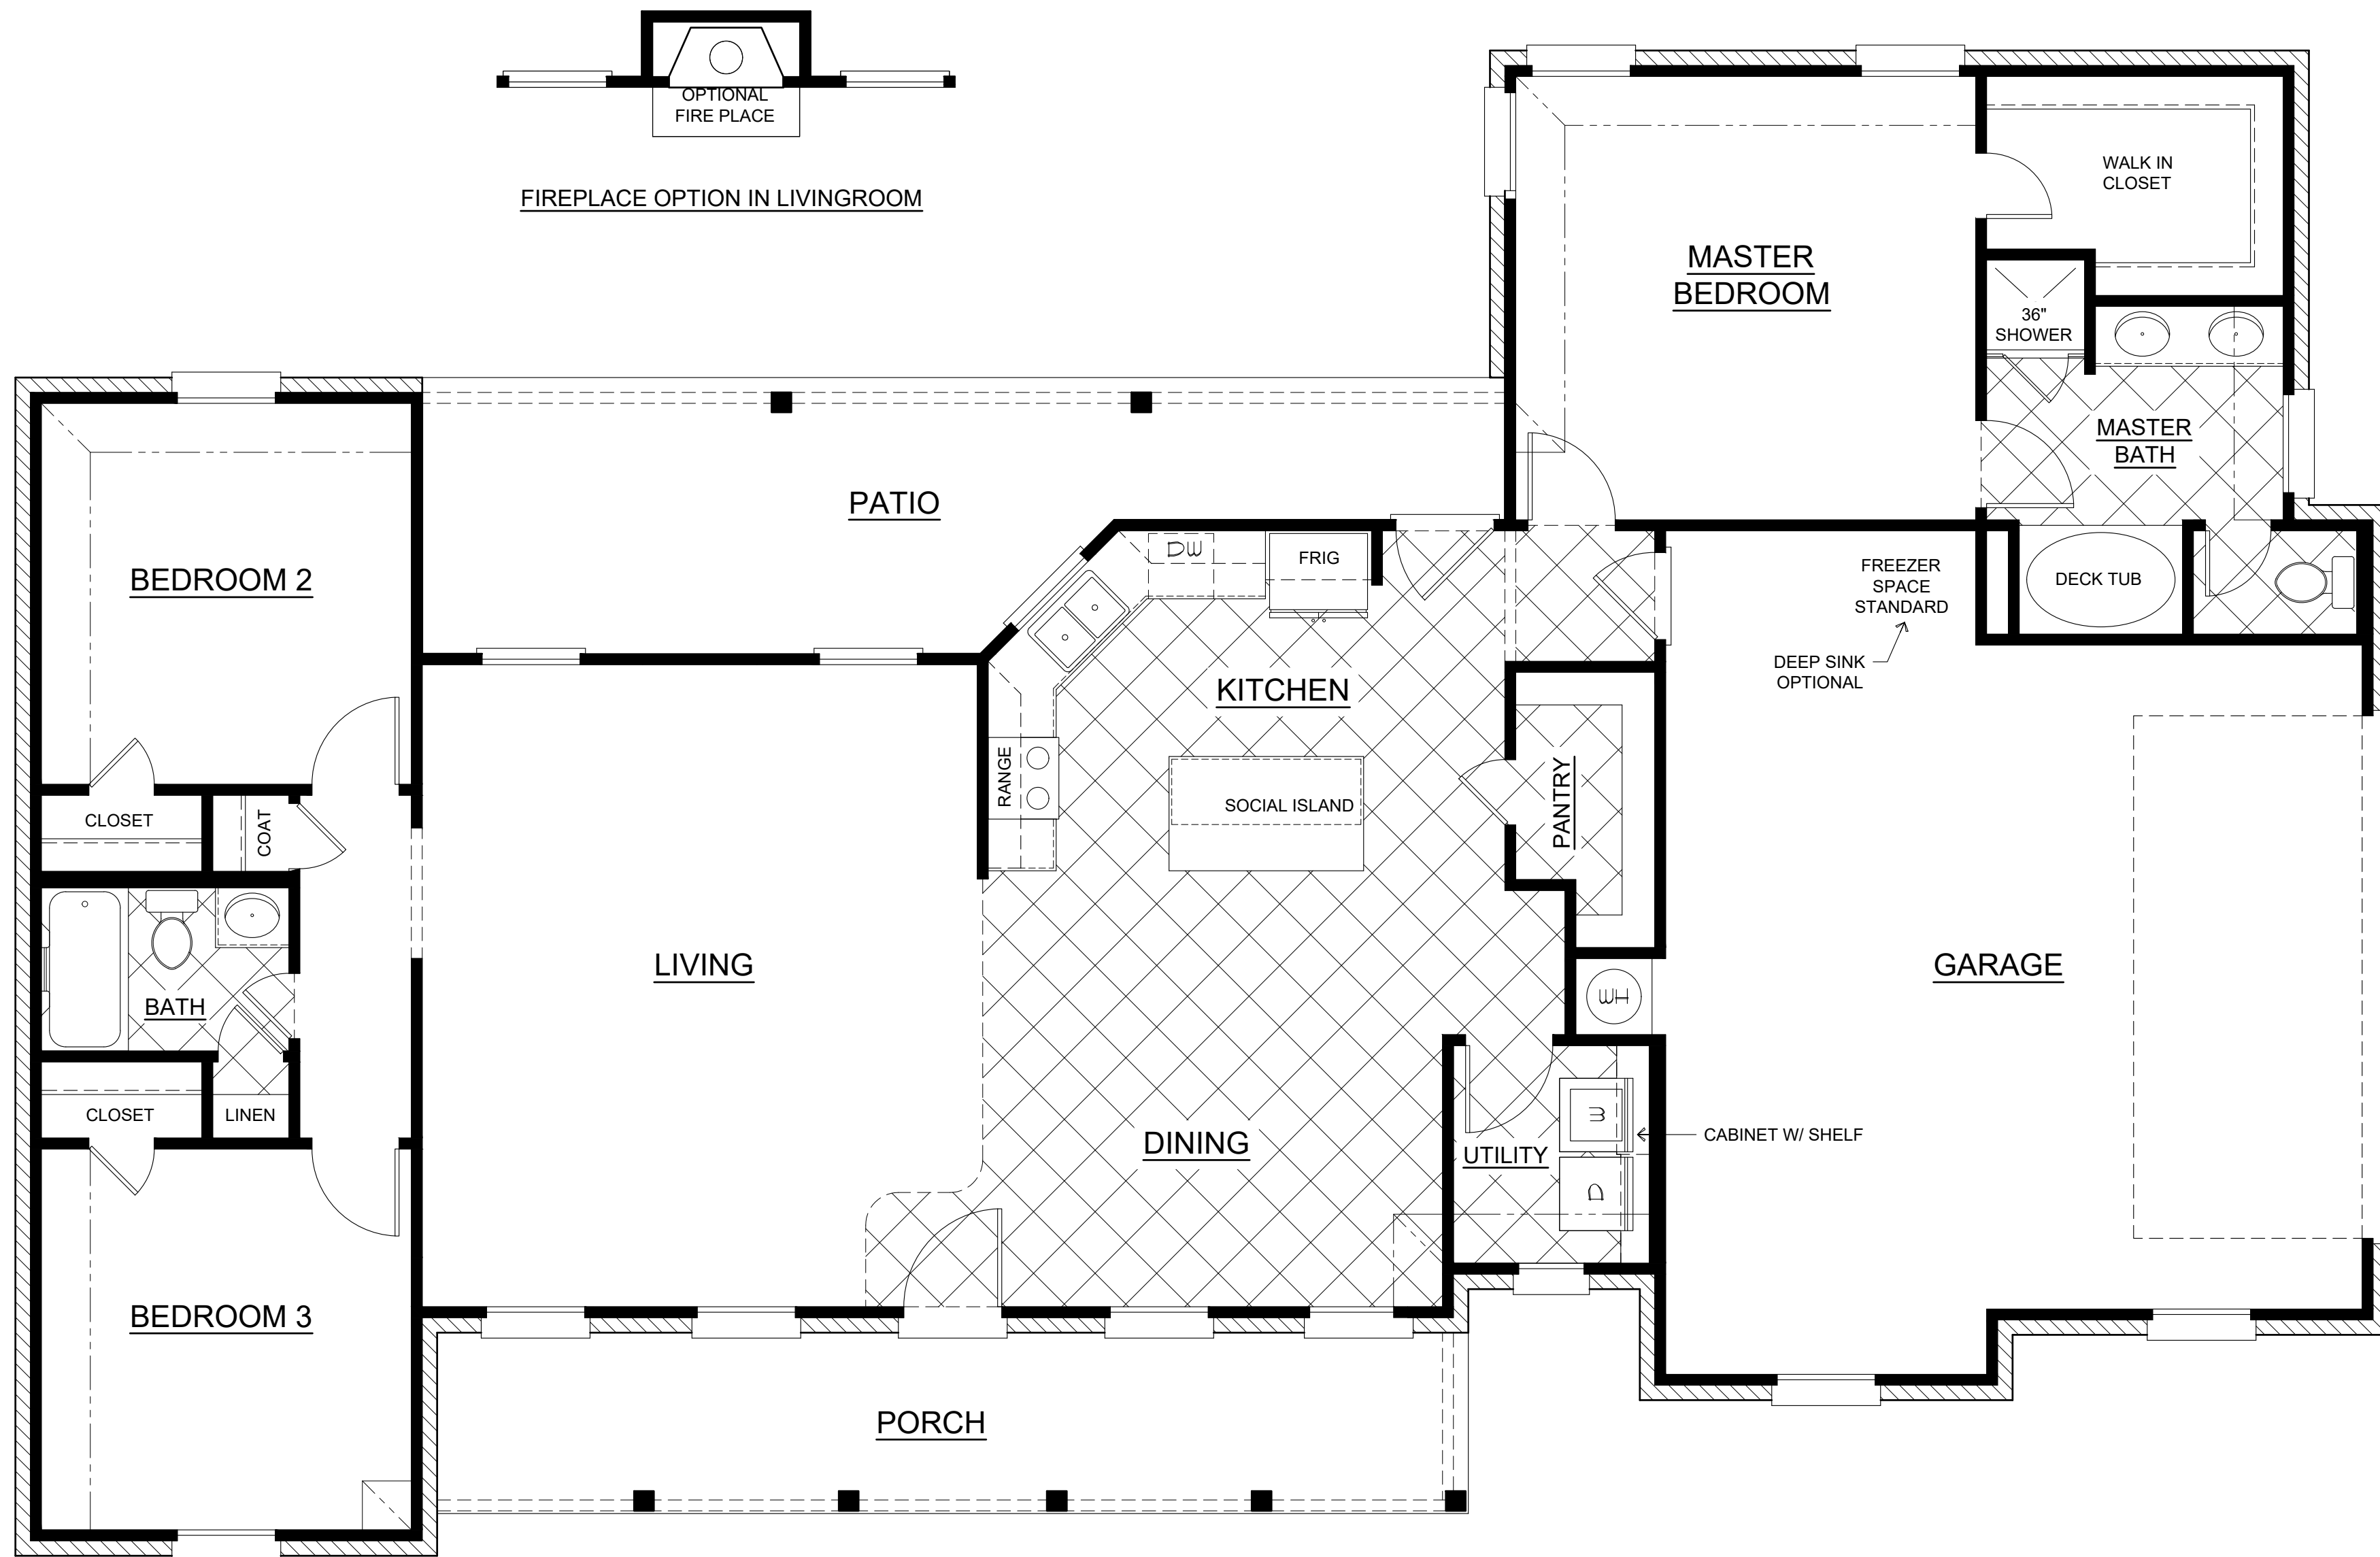 OPTIONAL
FIRE PLACE
FIREPLACE OPTION IN LIVINGROOM
WALK IN
CLOSET
MASTER
BEDROOM
36"
SHOWER
MASTER
BATH
PATIO
BEDROOM 2
DW
FRIG
FREEZER
SPACE
STANDARD
DECK TUB
DEEP SINK
OPTIONAL
KITCHEN
RANGE
SOCIAL ISLAND
PANTRY
CLOSET
COAT
LIVING
GARAGE
BATH
WH
CLOSET
LINEN
W
CABINET W/ SHELF
DINING
UTILITY
D
BEDROOM 3
PORCH